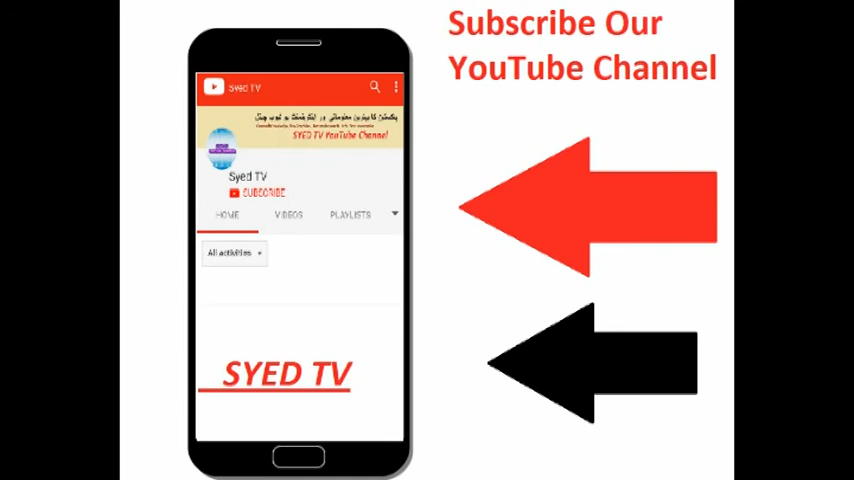 Subscribe Our
YouTube Channel
Syed TV
SYED TV YouTube Channel
Syed TV
SUBSCRIBE
HOME VIDEOS PLAYLISTS
All activities
SYED TV